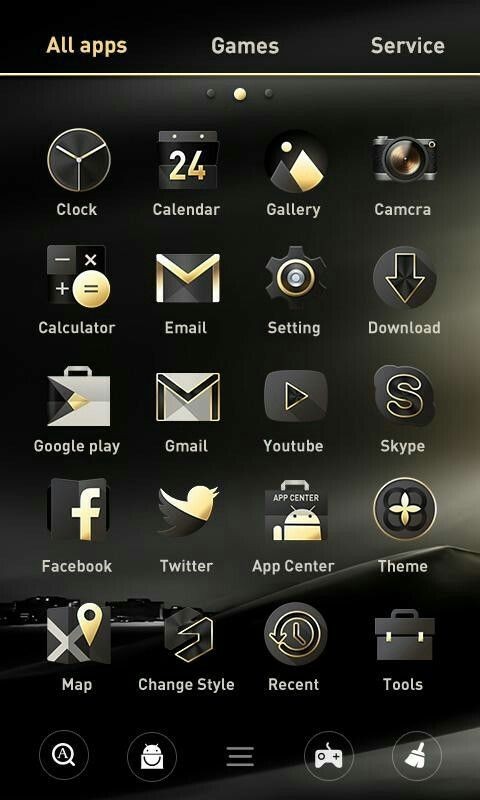 All apps Games Service
24
Clock Calendar Gallery Camcra
Calculator Email Setting Download
Google play Gmail Youtube Skype
APP CENTER
Facebook Twitter App Center Theme
Map Change Style Recent Tools
A